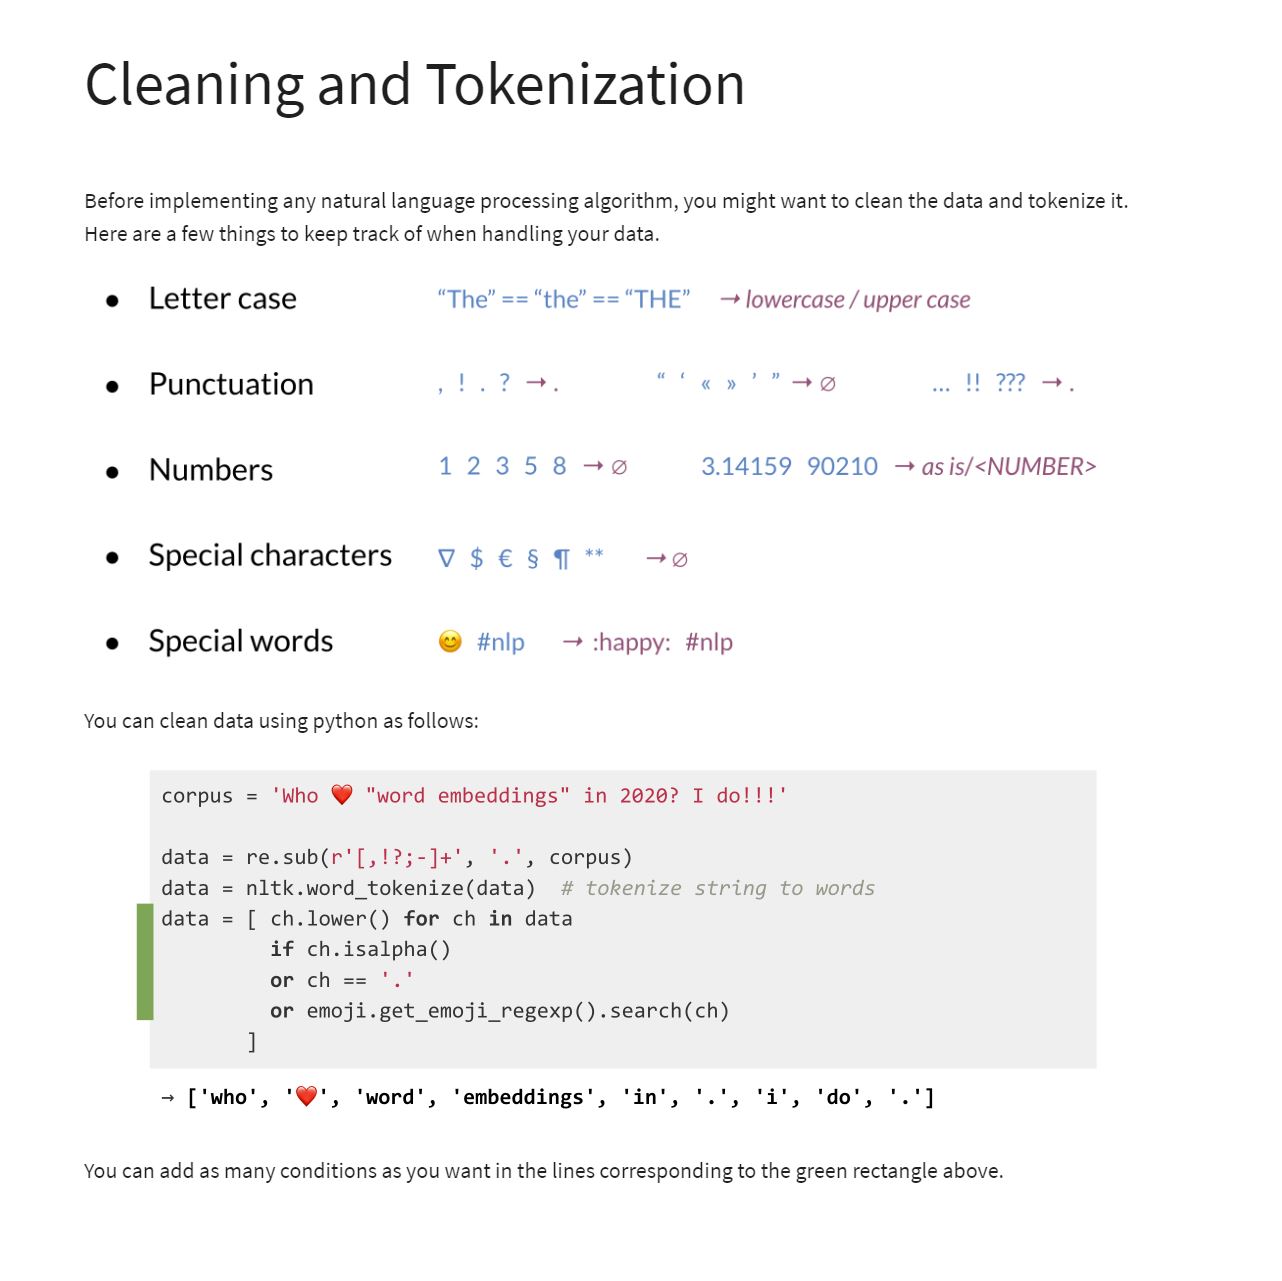 Cleaning and Tokenization
Before implementing any natural language processing algorithm, you might want to clean the data and tokenize it.
Here are a few things to keep track of when handling your data.
● Letter case “The” == “the” == “THE” → lowercase / upper case
● Punctuation , ! . ? → . “ ‘ « » ’ ” → ∅ … !! ??? → .
● Numbers 1 2 3 5 8 → ∅ 3.14159 90210 → as is/<NUMBER>
● Special characters ∇ $ € § ¶ ** → ∅
● Special words 😊 #nlp → :happy: #nlp
You can clean data using python as follows:
corpus = 'Who ❤️ "word embeddings" in 2020? I do!!!'
data = re.sub(r'[,!?;-]+', '.', corpus)
data = nltk.word_tokenize(data)  # tokenize string to words
data = [ ch.lower() for ch in data
if ch.isalpha()
or ch == '.'
or emoji.get_emoji_regexp().search(ch)
]
→ ['who', '❤️', 'word', 'embeddings', 'in', '.', 'i', 'do', '.']
You can add as many conditions as you want in the lines corresponding to the green rectangle above.